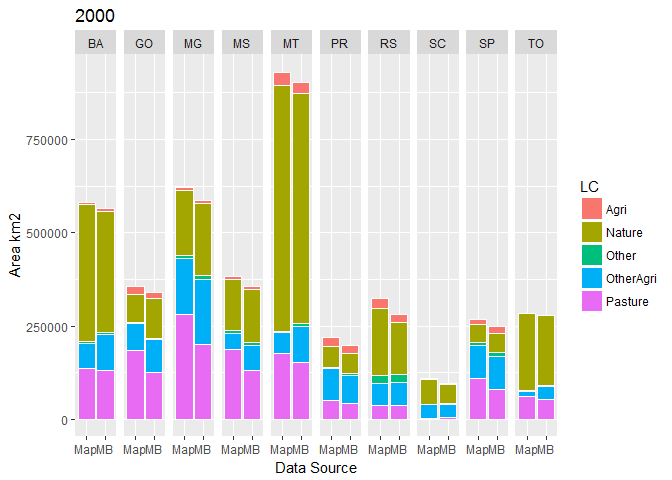 2000
BA GO MG MS MT PR RS SC SP TO
Area km2
750000
500000
250000
0
MapMB MapMB MapMB MapMB MapMB MapMB MapMB MapMB MapMB MapMB
Data Source
LC
Agri
Nature
Other
OtherAgri
Pasture